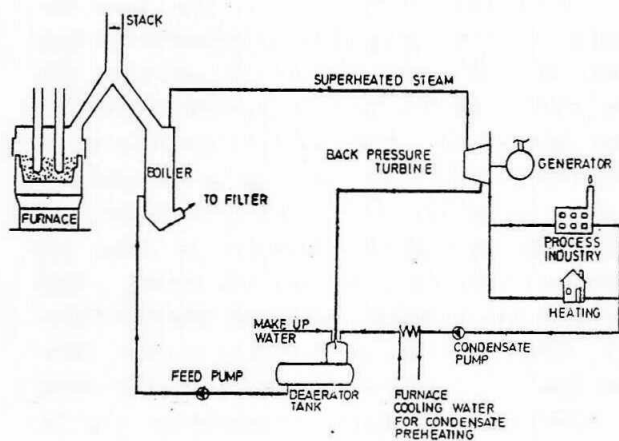 STACK
SUPERHEATED STEAM
BACK PRESSURE
TURBINE
GENERATOR
BOILER
TO FILTER
FURNACE
PROCESS
INDUSTRY
HEATING
MAKE UP
WATER
CONDENSATE
PUMP
FEED PUMP
DEAERATOR
TANK
FURNACE
COOLING WATER
FOR CONDENSATE
PREHEATING